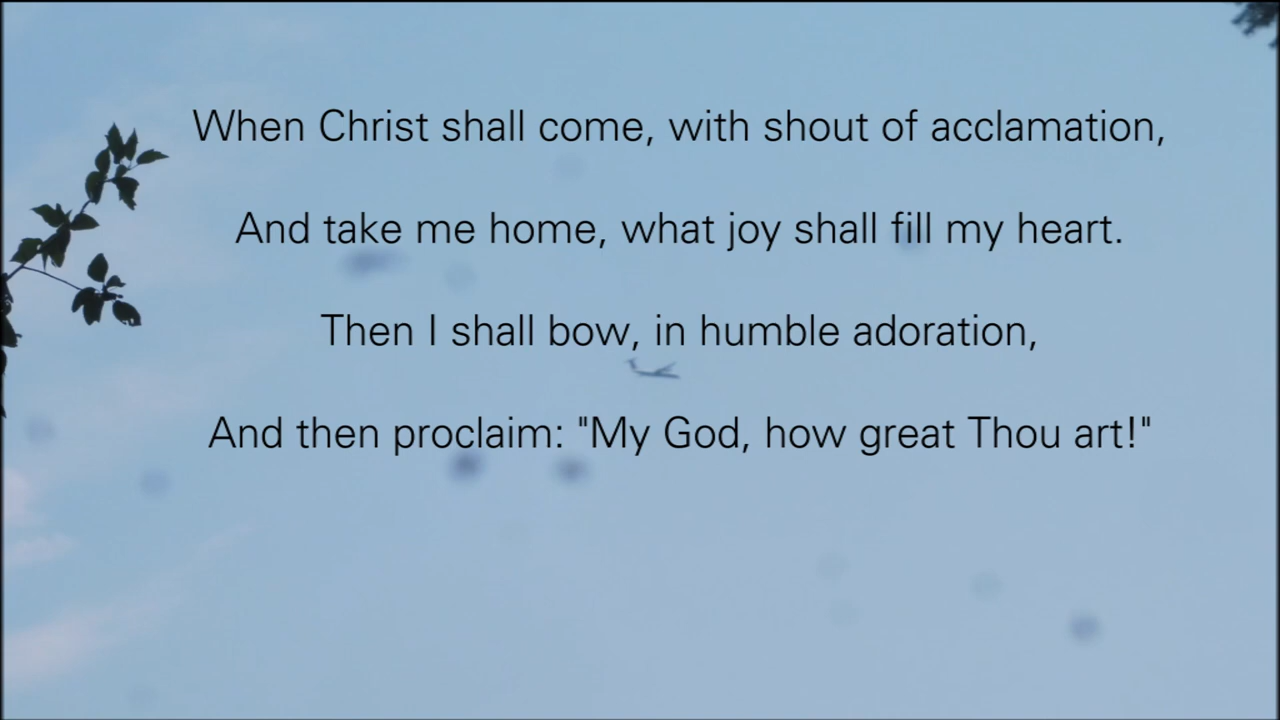 When Christ shall come, with shout of acclamation,
And take me home, what joy shall fill my heart.
Then I shall bow, in humble adoration,
And then proclaim: "My God, how great Thou art!"